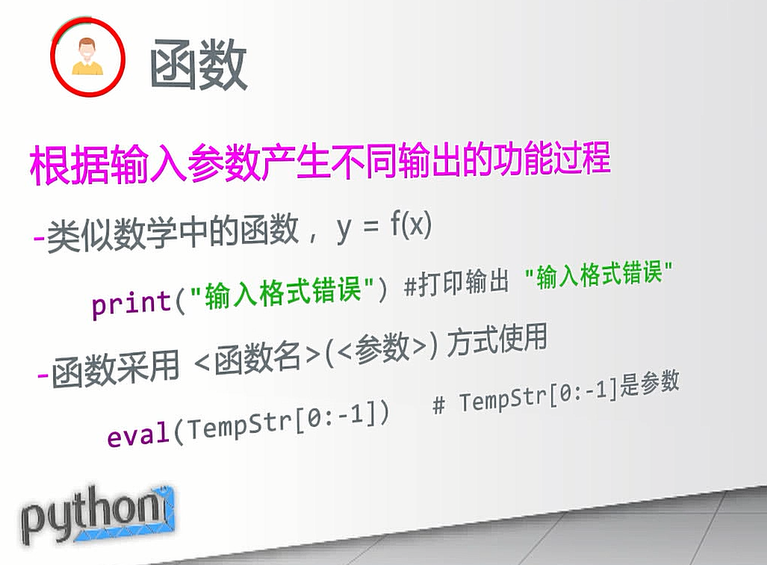 函数
根据输入参数产生不同输出的功能过程
-类似数学中的函数，y = f(x)
print("输入格式错误") #打印输出 "输入格式错误"
-函数采用 <函数名>(<参数>) 方式使用
eval(TempStr[0:-1]) # TempStr[0:-1]是参数
python